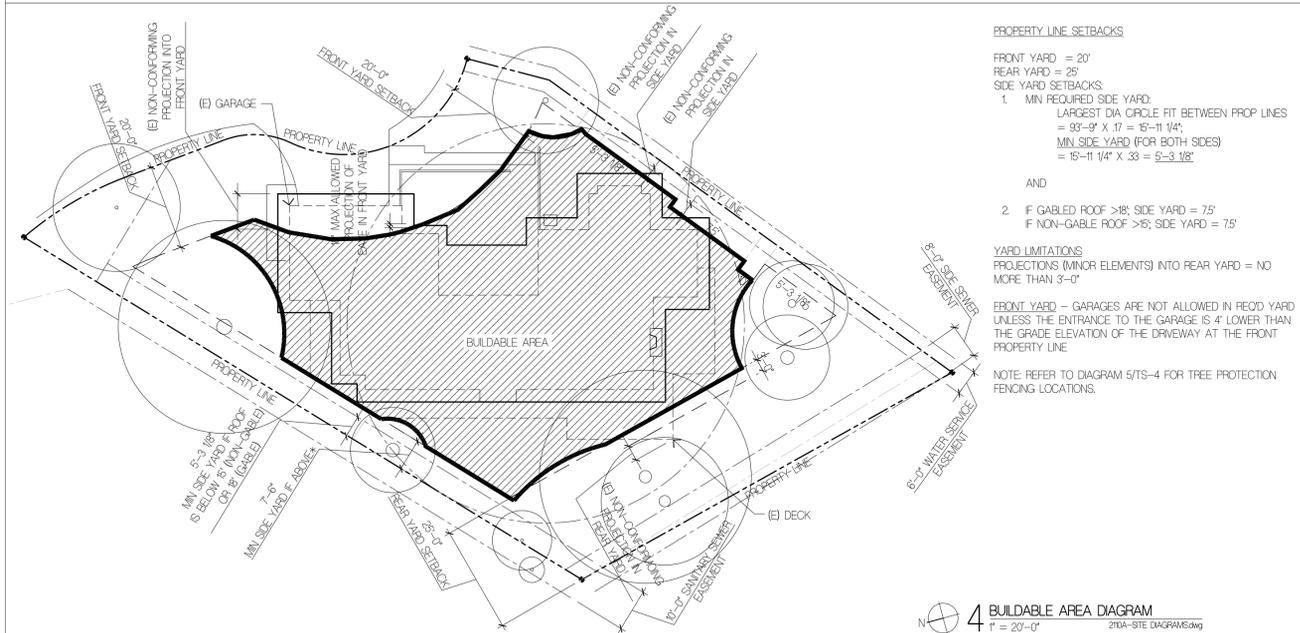 PROPERTY LINE SETBACKS
FRONT YARD = 20'
REAR YARD = 25'
SIDE YARD SETBACKS:
1. MIN REQUIRED SIDE YARD:
LARGEST DIA CIRCLE FIT BETWEEN PROP LINES
= 93'-9" X .17 = 15'-11 1/4";
MIN SIDE YARD (FOR BOTH SIDES)
= 15'-11 1/4" X .33 = 5'-3 1/8"
AND
2. IF GABLED ROOF >18'; SIDE YARD = 7.5'
IF NON-GABLE ROOF >15'; SIDE YARD = 7.5'
YARD LIMITATIONS
PROJECTIONS (MINOR ELEMENTS) INTO REAR YARD = NO
MORE THAN 3'-0"
FRONT YARD - GARAGES ARE NOT ALLOWED IN REQ'D YARD
UNLESS THE ENTRANCE TO THE GARAGE IS 4' LOWER THAN
THE GRADE ELEVATION OF THE DRIVEWAY AT THE FRONT
PROPERTY LINE
NOTE: REFER TO DIAGRAM 5/TS-4 FOR TREE PROTECTION
FENCING LOCATIONS.
(E) NON-CONFORMING
PROJECTION INTO
FRONT YARD
20'-0"
FRONT YARD SETBACK
(E) GARAGE
PROPERTY LINE
PROPERTY LINE
20'-0"
FRONT YARD SETBACK
MAX ALLOWED
PROJECTION OF
IN FRONT YARD
(E) NON-CONFORMING
PROJECTION IN
SIDE YARD
(E) NON-CONFORMING
PROJECTION IN
SIDE YARD
5'-3 1/8"
PROPERTY LINE
5'-3 1/8"
8'-0" SIDE SEWER
EASEMENT
6'-0" WATER SERVICE
EASEMENT
BUILDABLE AREA
PROPERTY LINE
5'-3 1/8"
MIN SIDE YARD IF ROOF
IS BELOW 15' (NON-GABLE)
OR 18' (GABLE)
7'-6"
MIN SIDE YARD IF ABOVE*
25'-0"
REAR YARD SETBACK
(E) NON-CONFORMING
PROJECTION IN
REAR YARD
10'-0" SANITARY SEWER
EASEMENT
PROPERTY LINE
(E) DECK
N
4 BUILDABLE AREA DIAGRAM
1" = 20'-0"
2110A-SITE DIAGRAMS.dwg